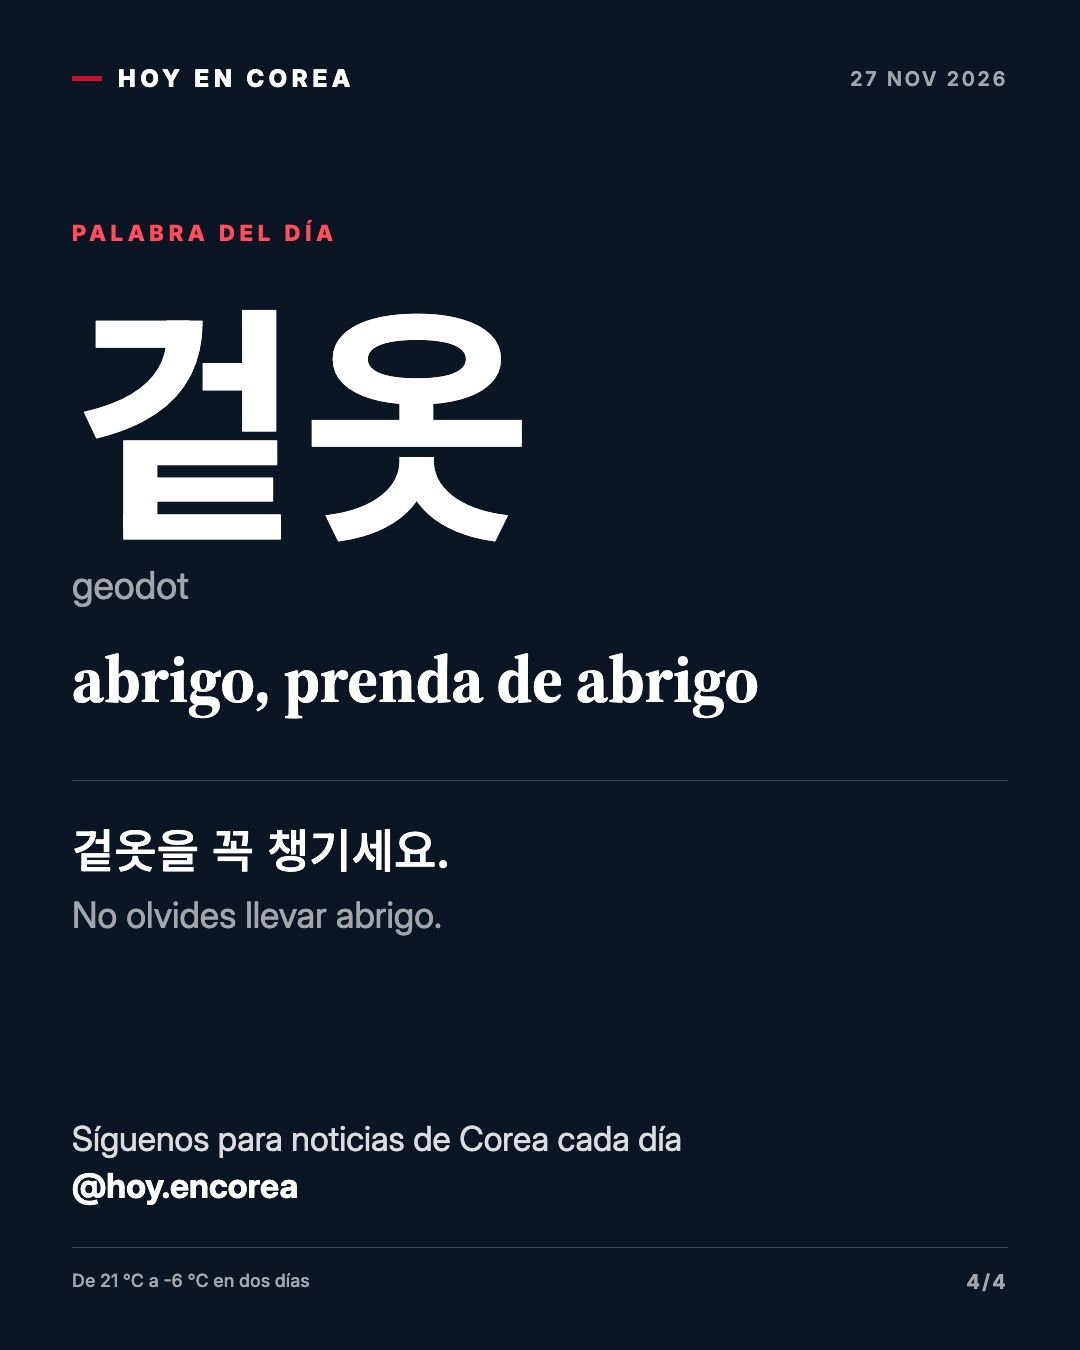 HOY EN COREA
27 NOV 2026
PALABRA DEL DÍA
겉옷
geodot
abrigo, prenda de abrigo
겉옷을 꼭 챙기세요.
No olvides llevar abrigo.
Síguenos para noticias de Corea cada día
@hoy.encorea
De 21 °C a -6 °C en dos días
4/4